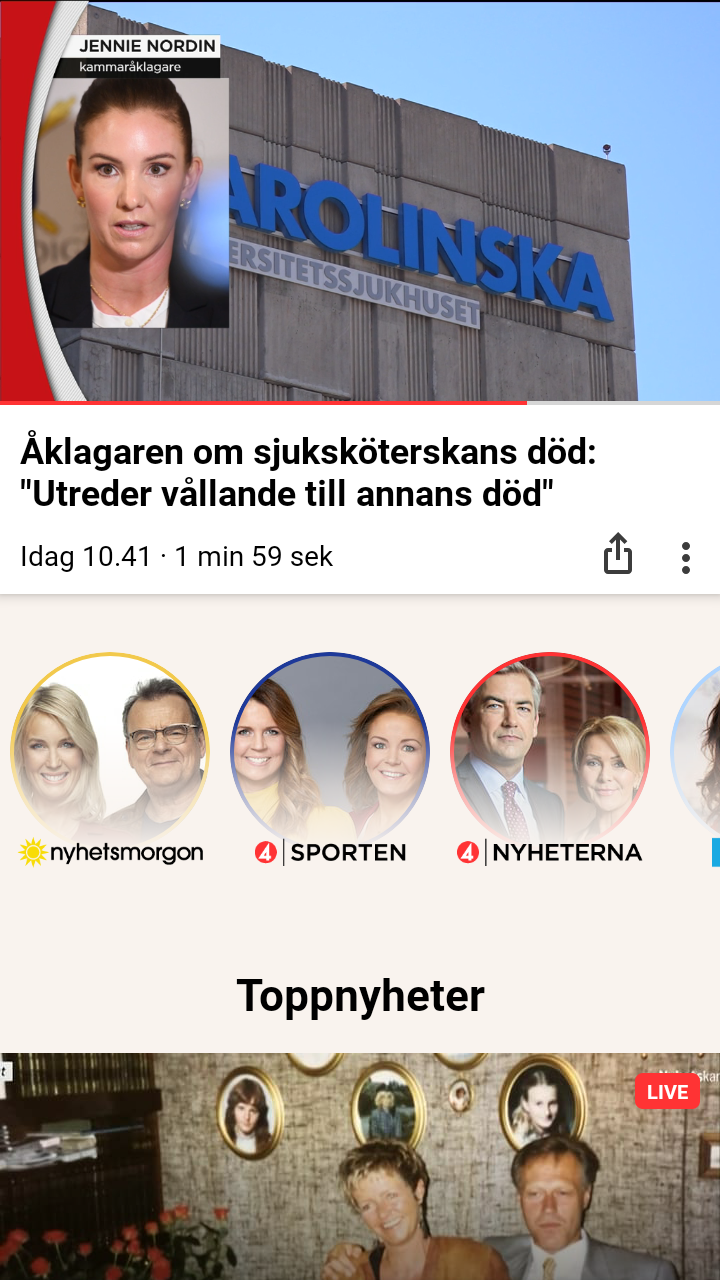 JENNIE NORDIN
kammaråklagare
AROLINSKA
ERSITETSSJUKHUSET
Åklagaren om sjuksköterskans död:
"Utreder vållande till annans död"
Idag 10.41 · 1 min 59 sek
nyhetsmorgon
4 SPORTEN
4 NYHETERNA
Toppnyheter
LIVE